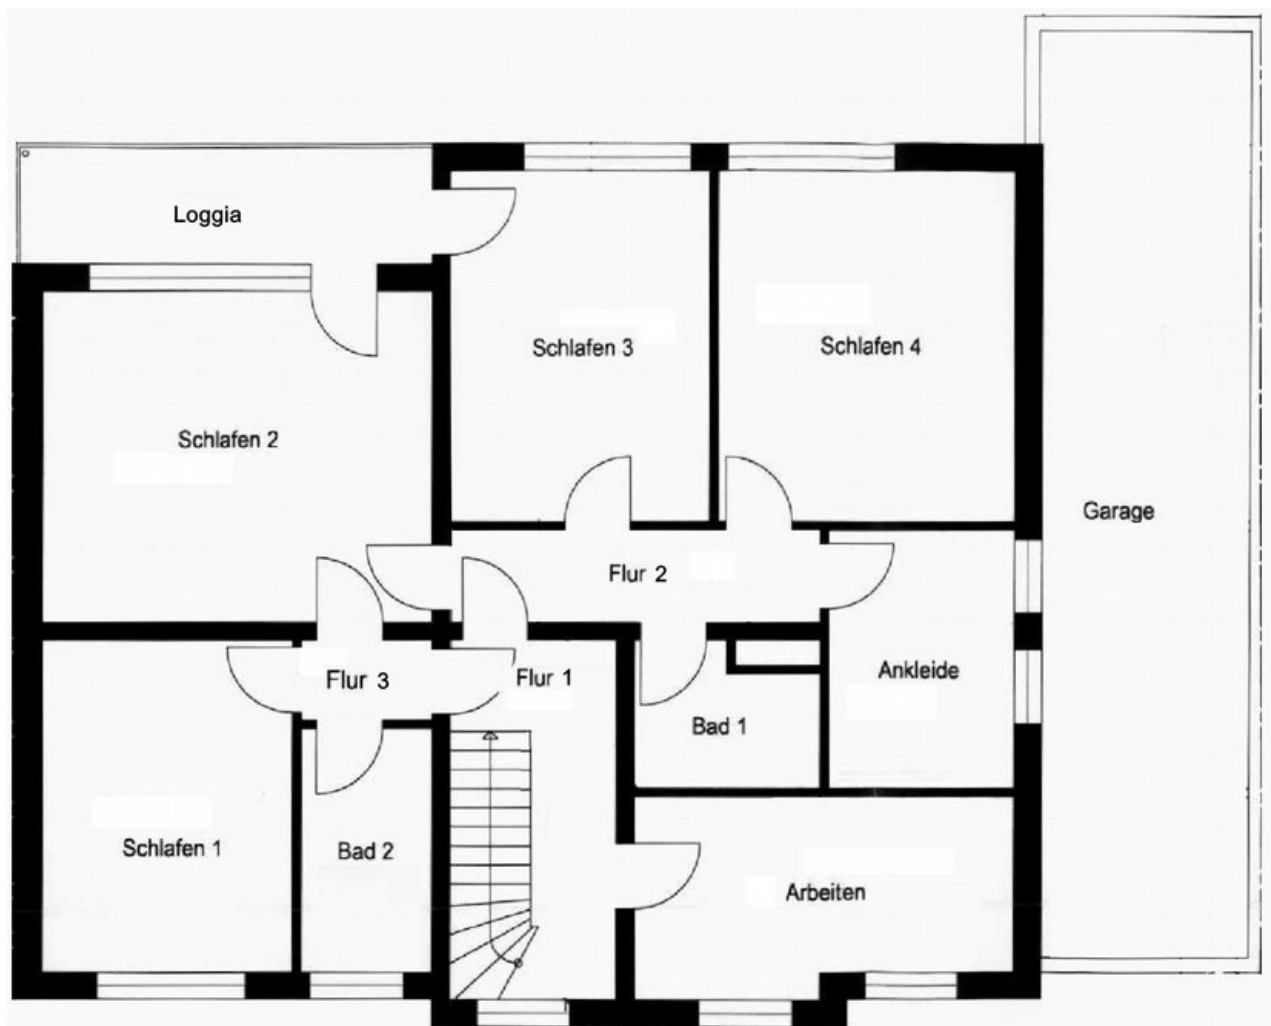 Loggia
Schlafen 3
Schlafen 4
Schlafen 2
Garage
Flur 2
Ankleide
Flur 3
Flur 1
Bad 1
Schlafen 1
Bad 2
Arbeiten